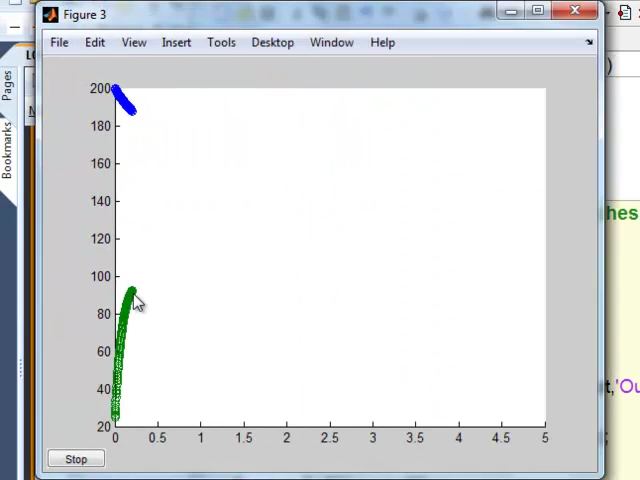 Figure 3
File Edit View Insert Tools Desktop Window Help
Pages
Bookmarks
200
180
160
140
120
100
80
60
40
20
0 0.5 1 1.5 2 2.5 3 3.5 4 4.5 5
Stop
)
hes
t,'Ou
;